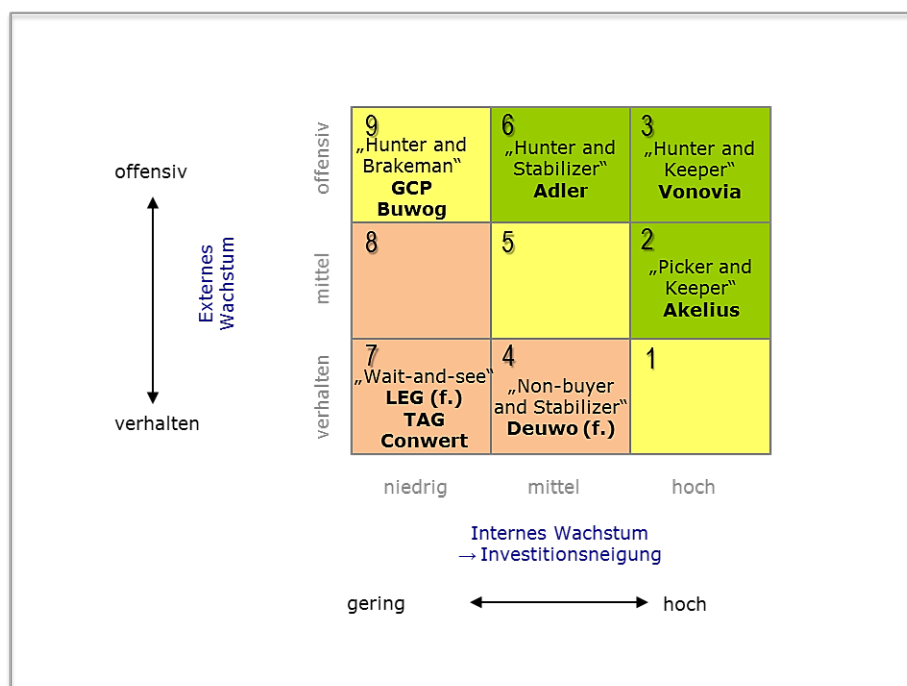 offensiv
Externes
Wachstum
verhalten
offensiv
mittel
verhalten
9
„Hunter and
Brakeman“
GCP
Buwog
6
„Hunter and
Stabilizer“
Adler
3
„Hunter and
Keeper“
Vonovia
8
5
2
„Picker and
Keeper“
Akelius
7
„Wait-and-see“
LEG (f.)
TAG
Conwert
4
„Non-buyer
and Stabilizer“
Deuwo (f.)
1
niedrig
mittel
hoch
Internes Wachstum
→ Investitionsneigung
gering
hoch